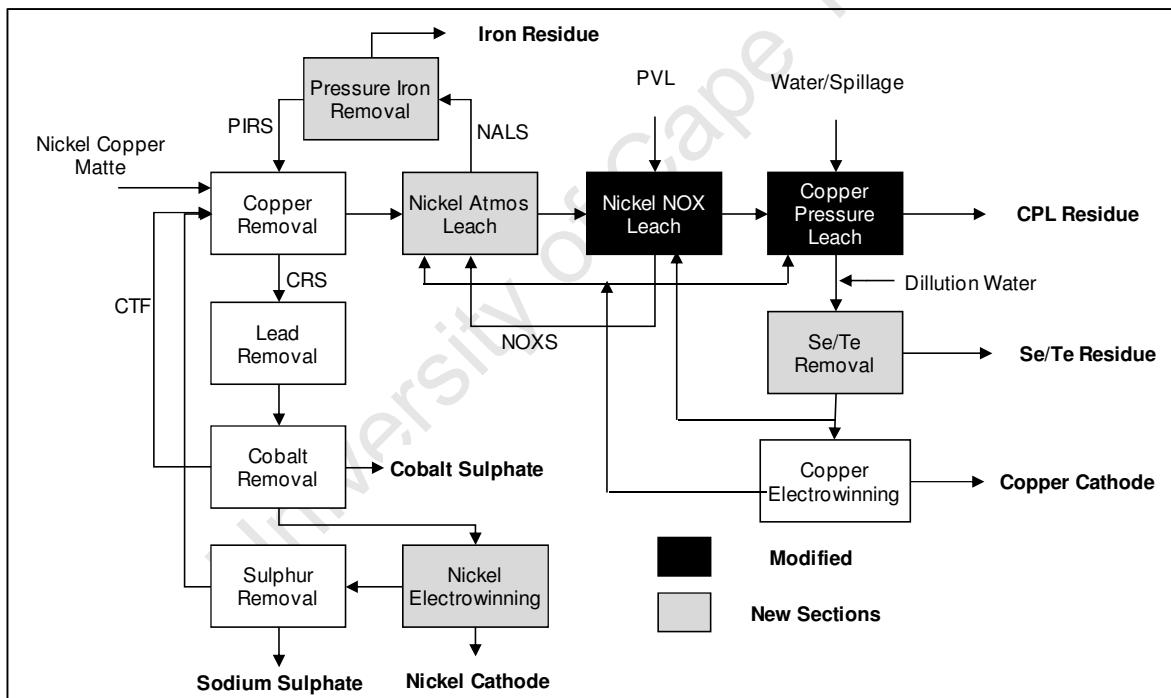 Iron Residue
Pressure Iron
Removal
PVL
Water/Spillage
PIRS
NALS
Nickel Copper
Matte
Copper
Removal
Nickel Atmos
Leach
Nickel NOX
Leach
Copper
Pressure
Leach
CPL Residue
CRS
CTF
Dillution Water
Lead
Removal
NOXS
Se/Te
Removal
Se/Te Residue
Cobalt
Removal
Cobalt Sulphate
Copper
Electrowinning
Copper Cathode
Sulphur
Removal
Nickel
Electrowinning
Modified
New Sections
Sodium Sulphate
Nickel Cathode
University of Cape